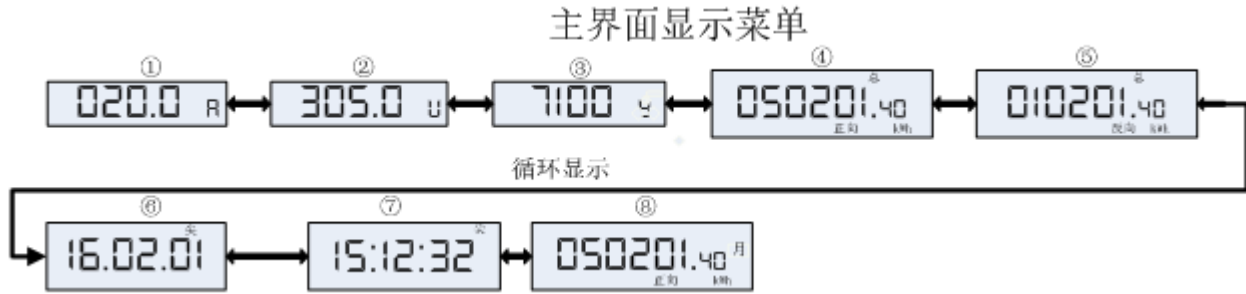 主界面显示菜单
① ② ③ ④ ⑤
020.0 A
305.0 U
7100 y
总
050201.40
正向 kWh
总
010201.40
反向 kWh
循环显示
⑥ ⑦ ⑧
尖
16.02.01
15:12:32
050201.40 月
正向 kWh